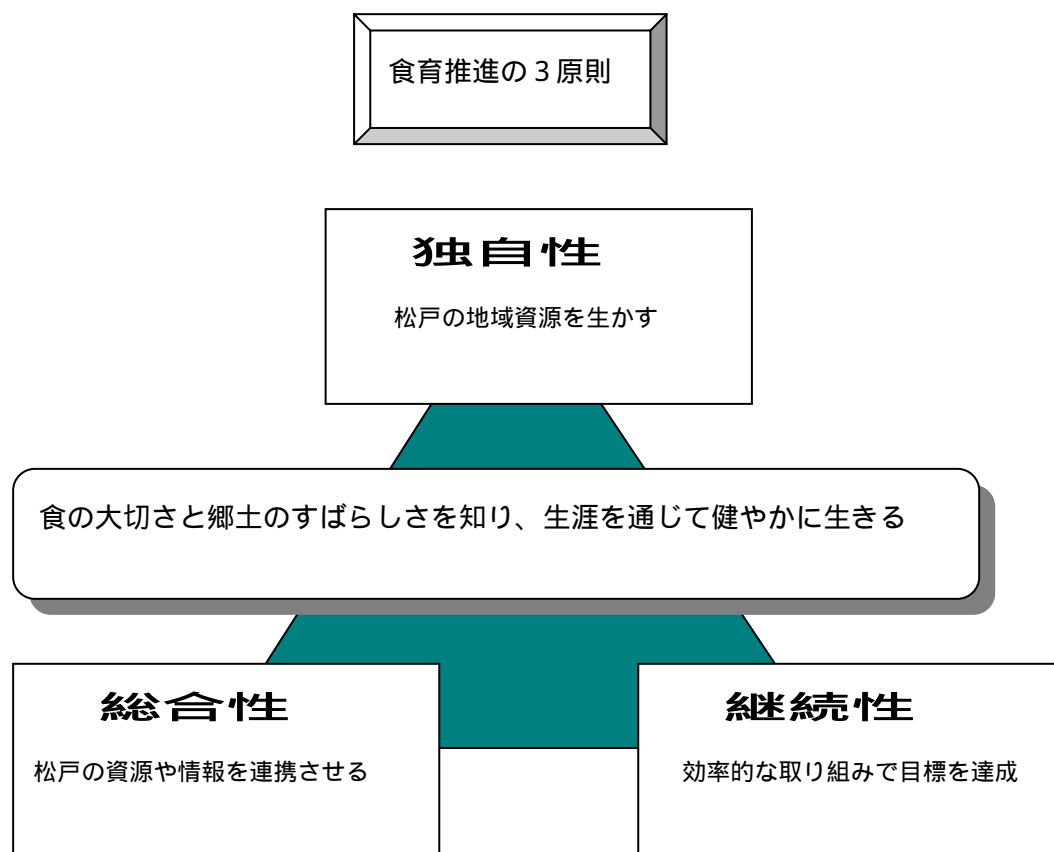 食育推進の３原則
独自性
松戸の地域資源を生かす
食の大切さと郷土のすばらしさを知り、生涯を通じて健やかに生きる
総合性
松戸の資源や情報を連携させる
継続性
効率的な取り組みで目標を達成